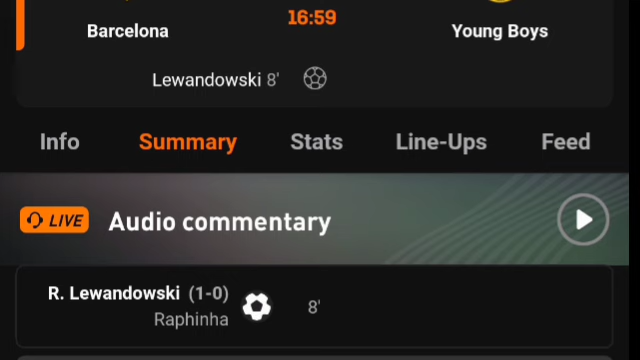 16:59
Barcelona
Young Boys
Lewandowski 8'
Info Summary Stats Line-Ups Feed
LIVE Audio commentary
R. Lewandowski (1-0) 8'
Raphinha